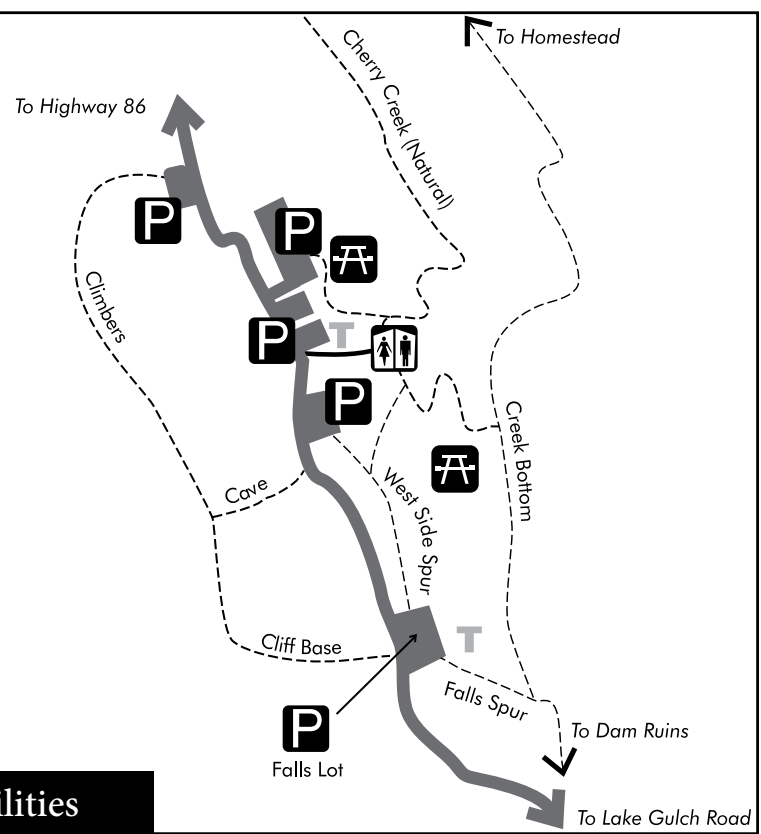 To Homestead
Cherry Creek (Natural)
To Highway 86
P
P
Climbers
T
P
P
Creek Bottom
West Side Spur
Cave
T
Cliff Base
Falls Spur
P
Falls Lot
To Dam Ruins
ilities
To Lake Gulch Road